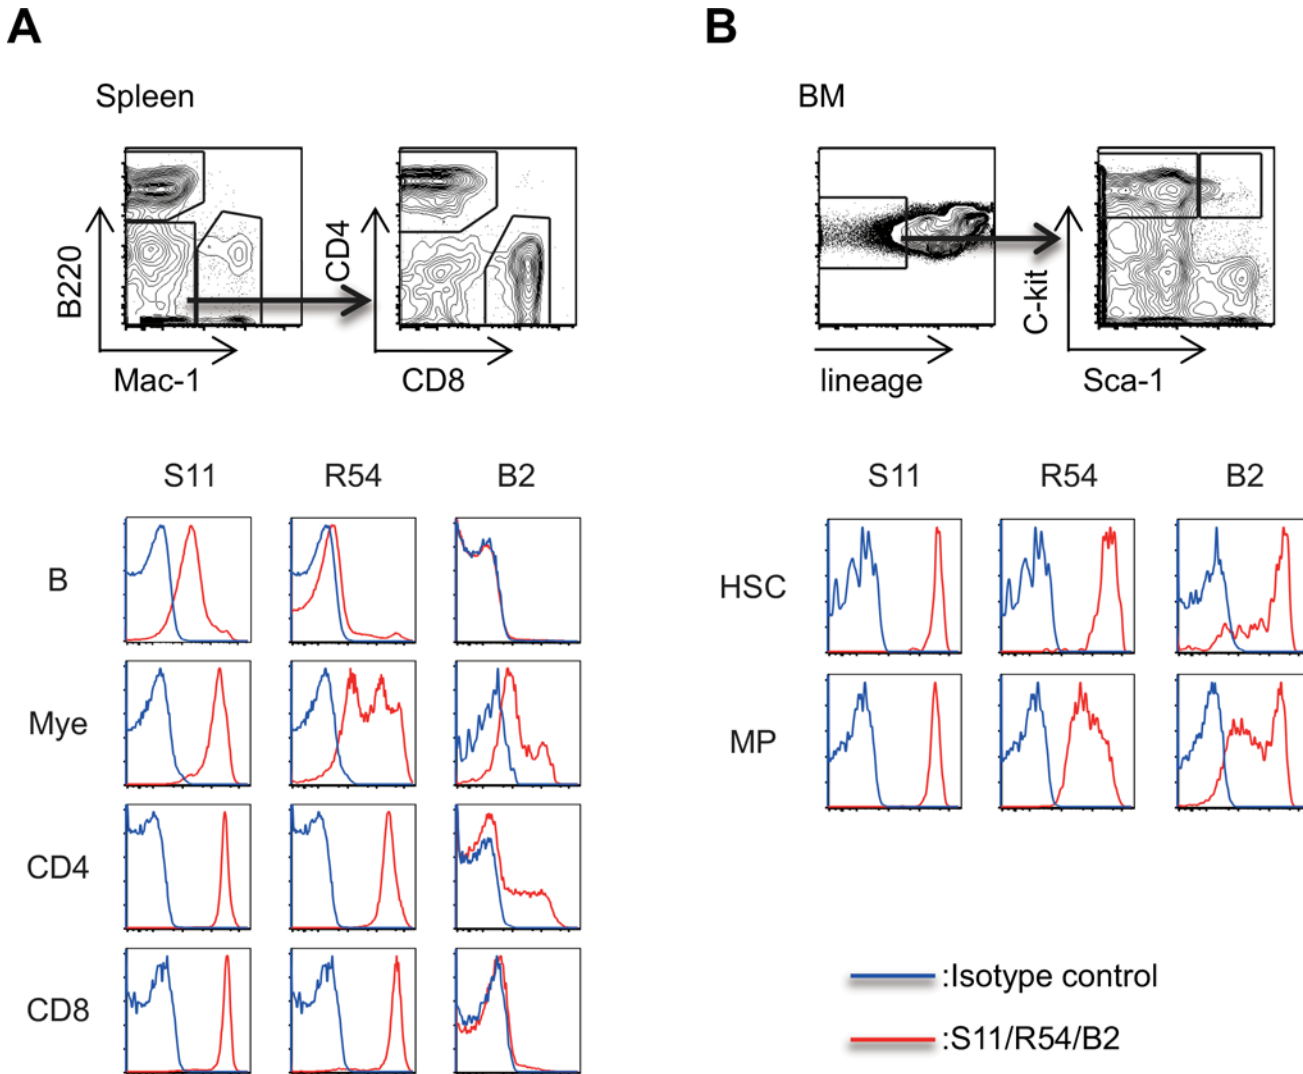 A
B
Spleen
BM
B220
Mac-1
CD4
CD8
lineage
C-kit
Sca-1
S11 R54 B2
B
Mye
CD4
CD8
S11 R54 B2
HSC
MP
:Isotype control
:S11/R54/B2